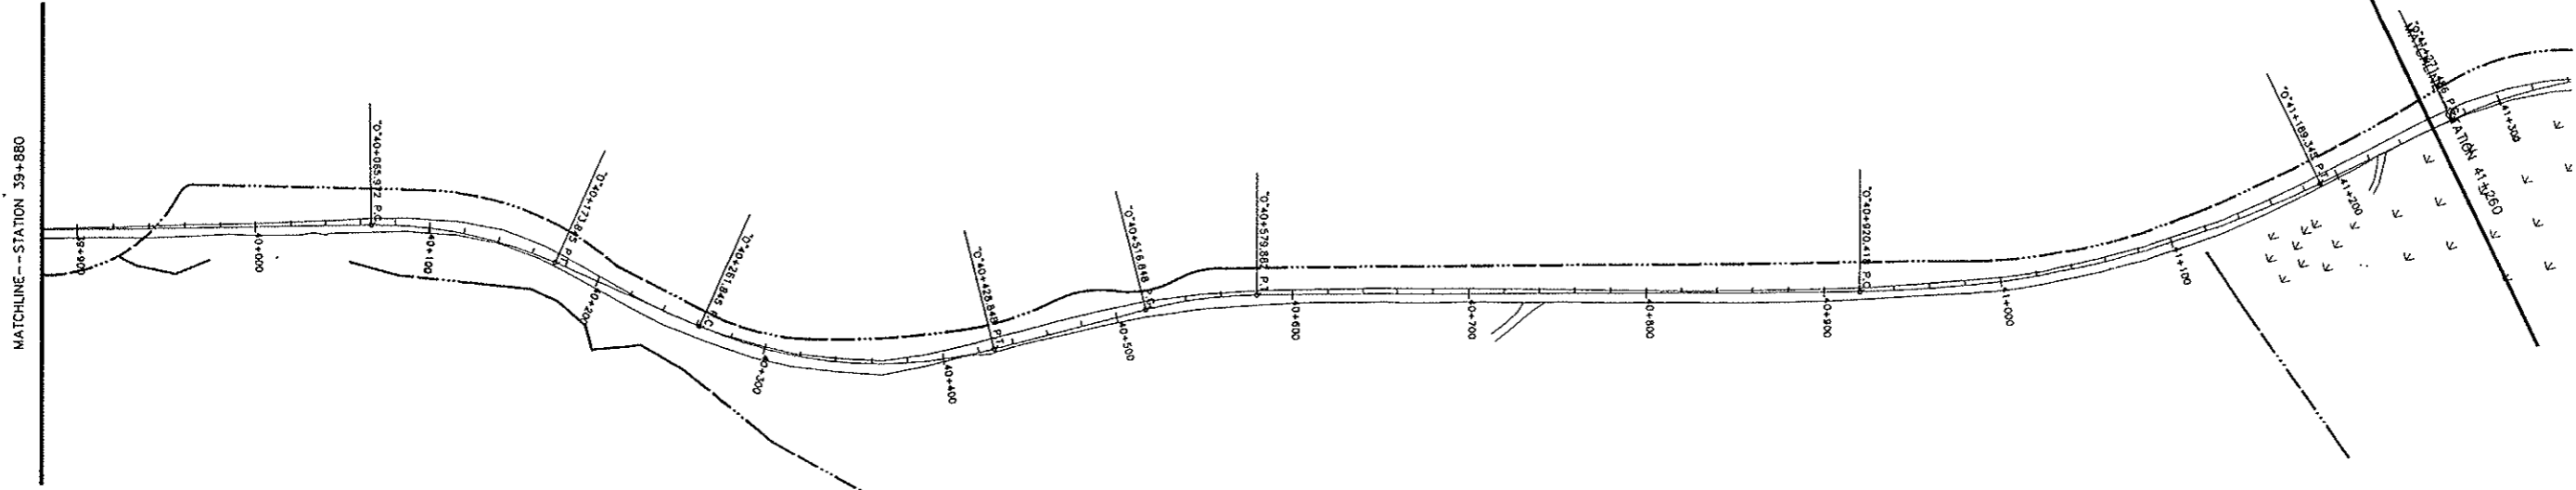 MATCHLINE--STATION 39+880
39+900
40+000
"O"40+065.972 P.C.
40+100
"O"40+173.845 P.T.
40+200
"O"40+261.845 P.C.
40+300
40+400
"O"40+428.848 P.T.
40+500
"O"40+516.848 P.C.
"O"40+579.882 P.T.
40+600
40+700
40+800
40+900
"O"40+920.418 P.C.
41+000
41+100
"O"41+189.345 P.T.
41+200
MATCHLINE--STATION 41+260
41+300